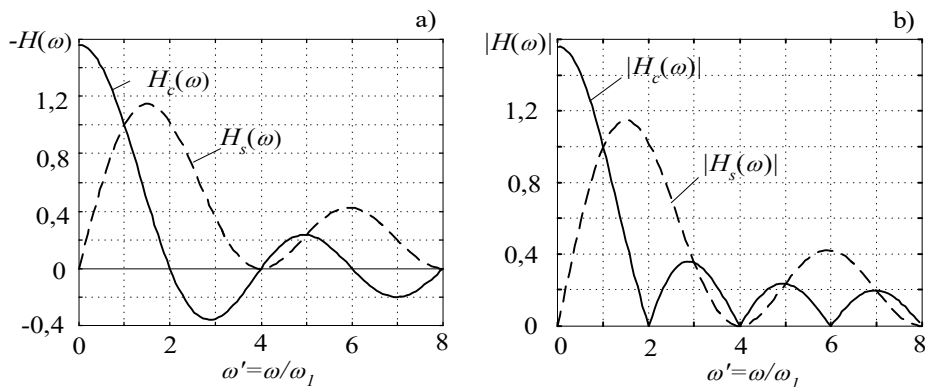 a)
-H(ω)
1,2
0,8
0,4
0
-0,4
H_c(ω)
H_s(ω)
0 2 4 6 8
ω'=ω/ω_1
b)
|H(ω)|
1,2
0,8
0,4
0
|H_c(ω)|
|H_s(ω)|
0 2 4 6 8
ω'=ω/ω_1